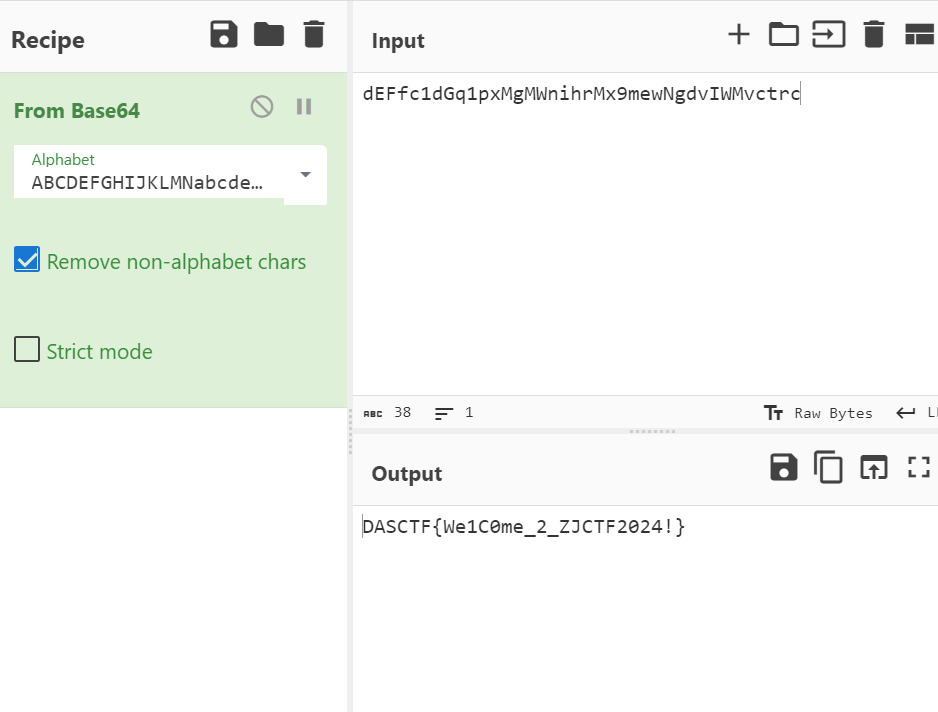 Recipe
From Base64
Alphabet
ABCDEFGHIJKLMNabcde…
Remove non-alphabet chars
Strict mode
Input
dEFfc1dGq1pxMgMWnihrMx9mewNgdvIWMvctrc
ABC 38 1 Raw Bytes
Output
DASCTF{We1C0me_2_ZJCTF2024!}